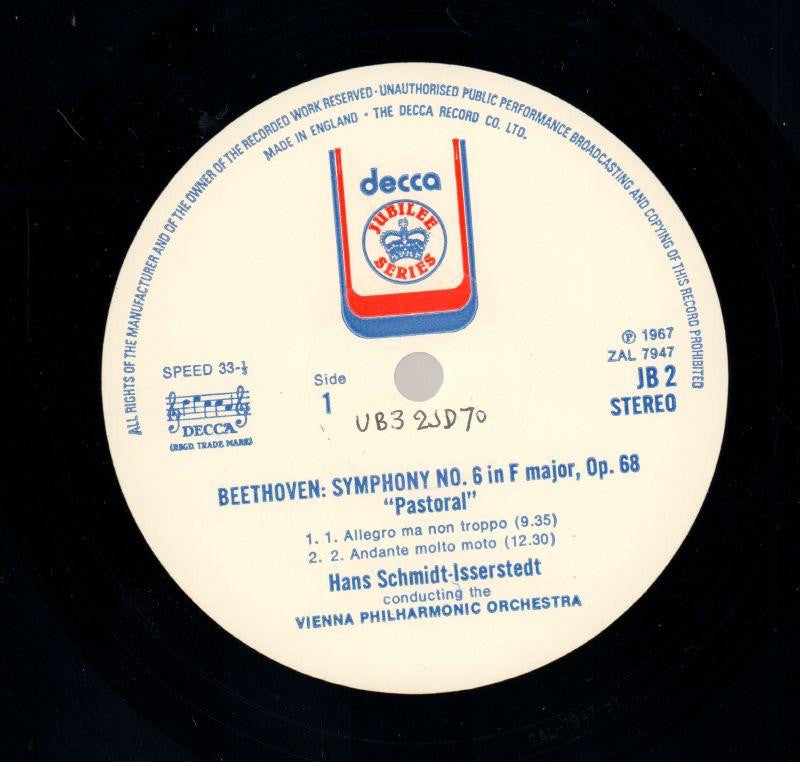 ALL RIGHTS OF THE MANUFACTURER AND OF THE OWNER OF THE RECORDED WORK RESERVED · UNAUTHORISED PUBLIC PERFORMANCE BROADCASTING AND COPYING OF THIS RECORD PROHIBITED
MADE IN ENGLAND · THE DECCA RECORD CO. LTD.
decca
JUBILEE
SERIES
SPEED 33-⅓
DECCA
(REGD. TRADE MARK)
Side
1
℗ 1967
ZAL 7947
JB 2
STEREO
UB3 2JD70
BEETHOVEN: SYMPHONY NO. 6 in F major, Op. 68
“Pastoral”
1. 1. Allegro ma non troppo (9.35)
2. 2. Andante molto moto (12.30)
Hans Schmidt-Isserstedt
conducting the
VIENNA PHILHARMONIC ORCHESTRA